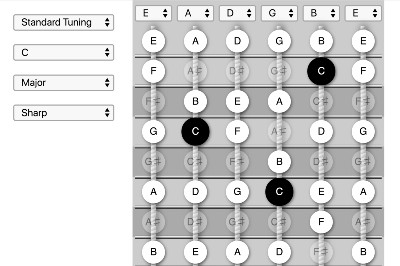 Standard Tuning
C
Major
Sharp
E A D G B E
E A D G B E
F A♯ D♯ G♯ C F
F♯ B E A C♯ F♯
G C F A♯ D G
G♯ C♯ F♯ B D♯ G♯
A D G C E A
A♯ D♯ G♯ C♯ F A♯
B E A D F♯ B